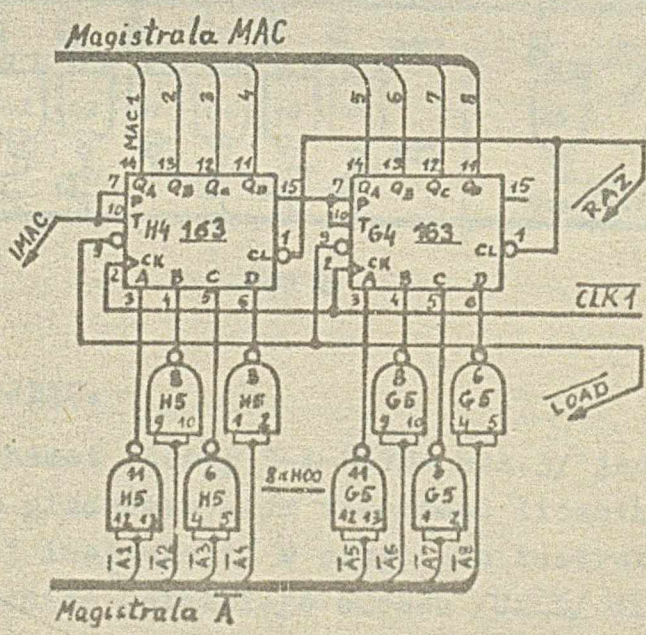 Magistrala MAC
MAC1 2 3 4 5 6 7 8
14 13 12 11 14 13 12 11
7 QA QB QC QD 15 7 QA QB QC QD 15
P P
10 T H4 163 10 T G4 163
IMAC
RAZ
9 CL 1 9 CL 1
2 CK 2 CK
A B C D A B C D
3 4 5 6 3 4 5 6
CLK1
8 3 8 6
H5 H5 G5 G5
9 10 1 2 9 10 4 5
LOAD
11 6 11 3
H5 H5 8xH00 G5 G5
12 13 4 5 12 13 1 2
A1 A2 A3 A4 A5 A6 A7 A8
Magistrala A